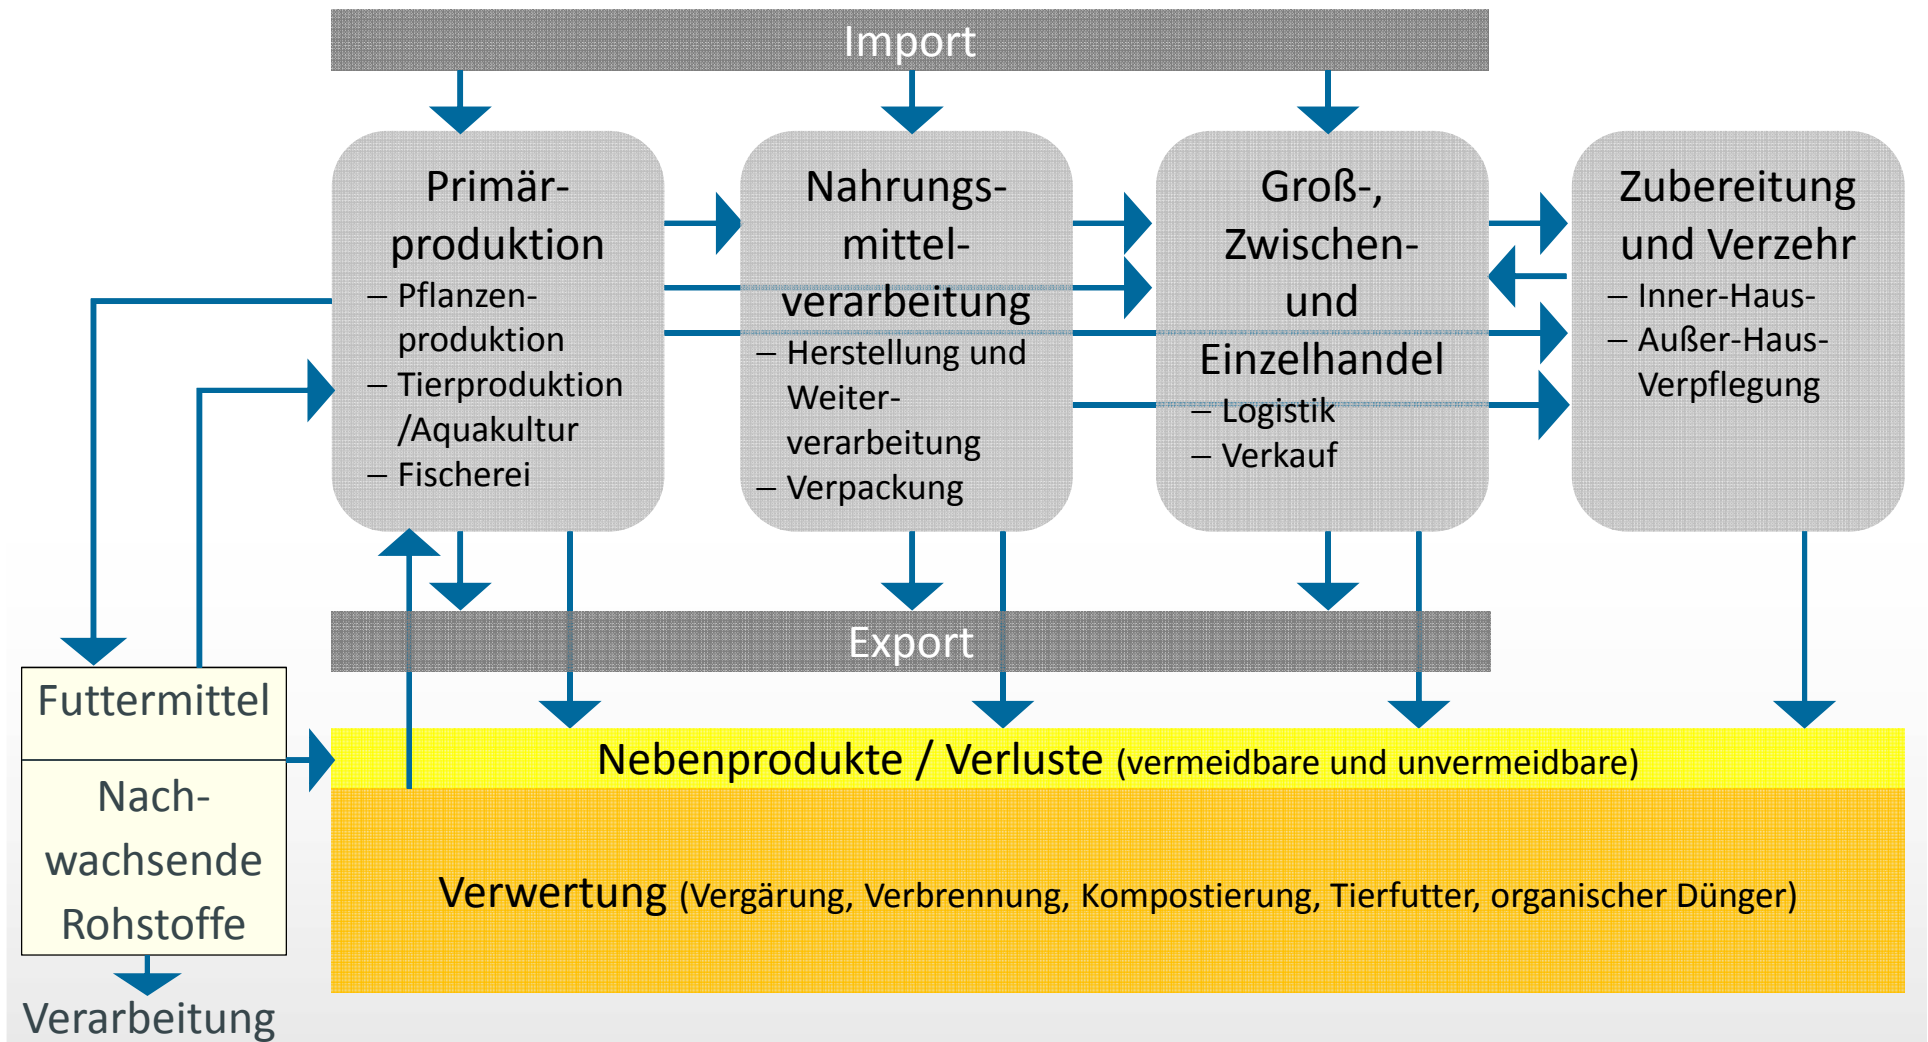 Import
Primär-
produktion
– Pflanzen-
produktion
– Tierproduktion
/Aquakultur
– Fischerei
Nahrungs-
mittel-
verarbeitung
– Herstellung und
Weiter-
verarbeitung
– Verpackung
Groß-,
Zwischen-
und
Einzelhandel
– Logistik
– Verkauf
Zubereitung
und Verzehr
– Inner-Haus-
– Außer-Haus-
Verpflegung
Export
Futtermittel
Nach-
wachsende
Rohstoffe
Verarbeitung
Nebenprodukte / Verluste (vermeidbare und unvermeidbare)
Verwertung (Vergärung, Verbrennung, Kompostierung, Tierfutter, organischer Dünger)